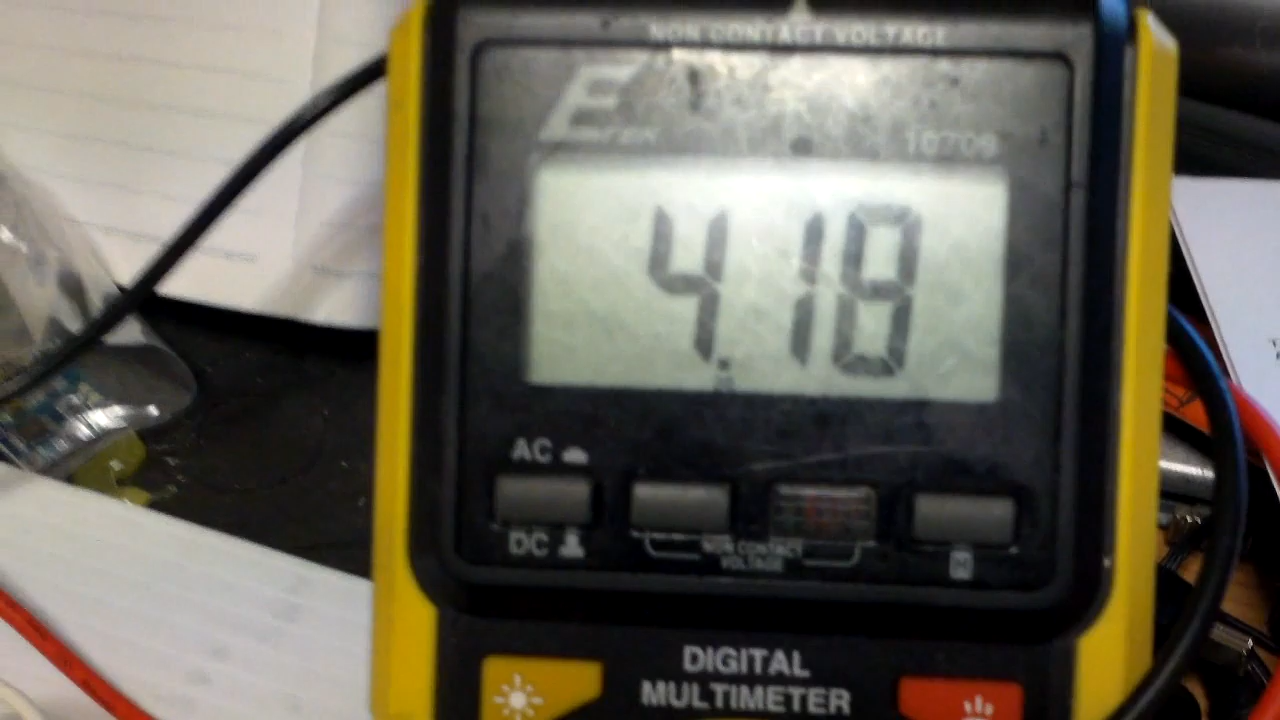 NON CONTACT VOLTAGE
10709
4.18
AC
DC
NON CONTACT
VOLTAGE
H
DIGITAL
MULTIMETER